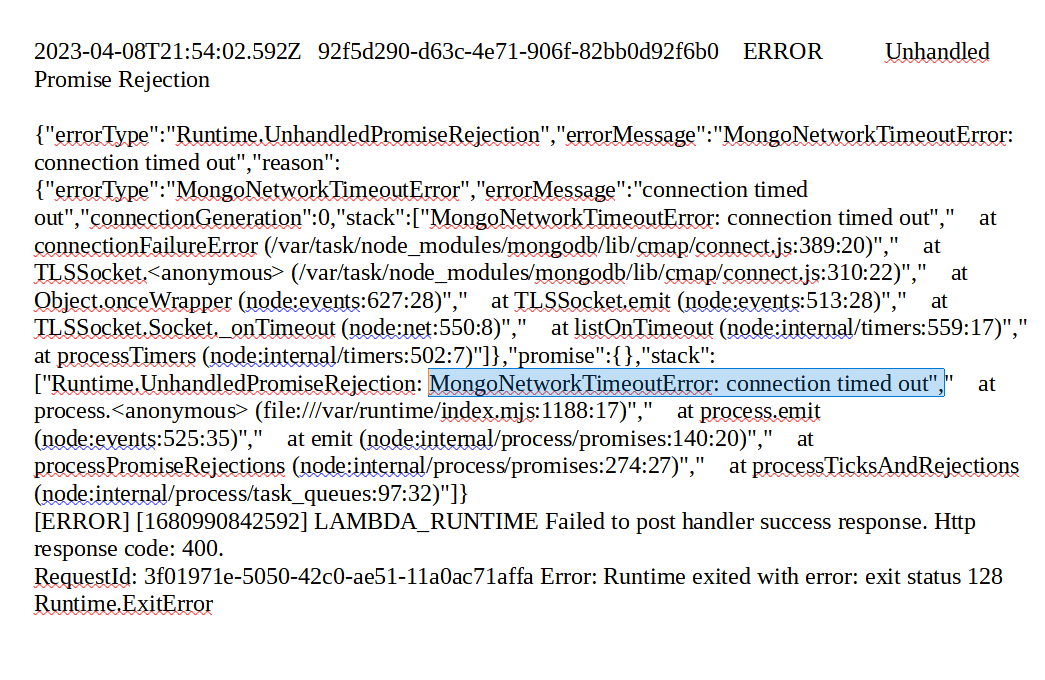 2023-04-08T21:54:02.592Z 92f5d290-d63c-4e71-906f-82bb0d92f6b0 ERROR Unhandled
Promise Rejection
{"errorType":"Runtime.UnhandledPromiseRejection","errorMessage":"MongoNetworkTimeoutError:
connection timed out","reason":
{"errorType":"MongoNetworkTimeoutError","errorMessage":"connection timed
out","connectionGeneration":0,"stack":["MongoNetworkTimeoutError: connection timed out"," at
connectionFailureError (/var/task/node_modules/mongodb/lib/cmap/connect.js:389:20)"," at
TLSSocket.<anonymous> (/var/task/node_modules/mongodb/lib/cmap/connect.js:310:22)"," at
Object.onceWrapper (node:events:627:28)"," at TLSSocket.emit (node:events:513:28)"," at
TLSSocket.Socket._onTimeout (node:net:550:8)"," at listOnTimeout (node:internal/timers:559:17)","
at processTimers (node:internal/timers:502:7)"]},"promise":{},"stack":
["Runtime.UnhandledPromiseRejection: MongoNetworkTimeoutError: connection timed out"," at
process.<anonymous> (file:///var/runtime/index.mjs:1188:17)"," at process.emit
(node:events:525:35)"," at emit (node:internal/process/promises:140:20)"," at
processPromiseRejections (node:internal/process/promises:274:27)"," at processTicksAndRejections
(node:internal/process/task_queues:97:32)"]}
[ERROR] [1680990842592] LAMBDA_RUNTIME Failed to post handler success response. Http
response code: 400.
RequestId: 3f01971e-5050-42c0-ae51-11a0ac71affa Error: Runtime exited with error: exit status 128
Runtime.ExitError